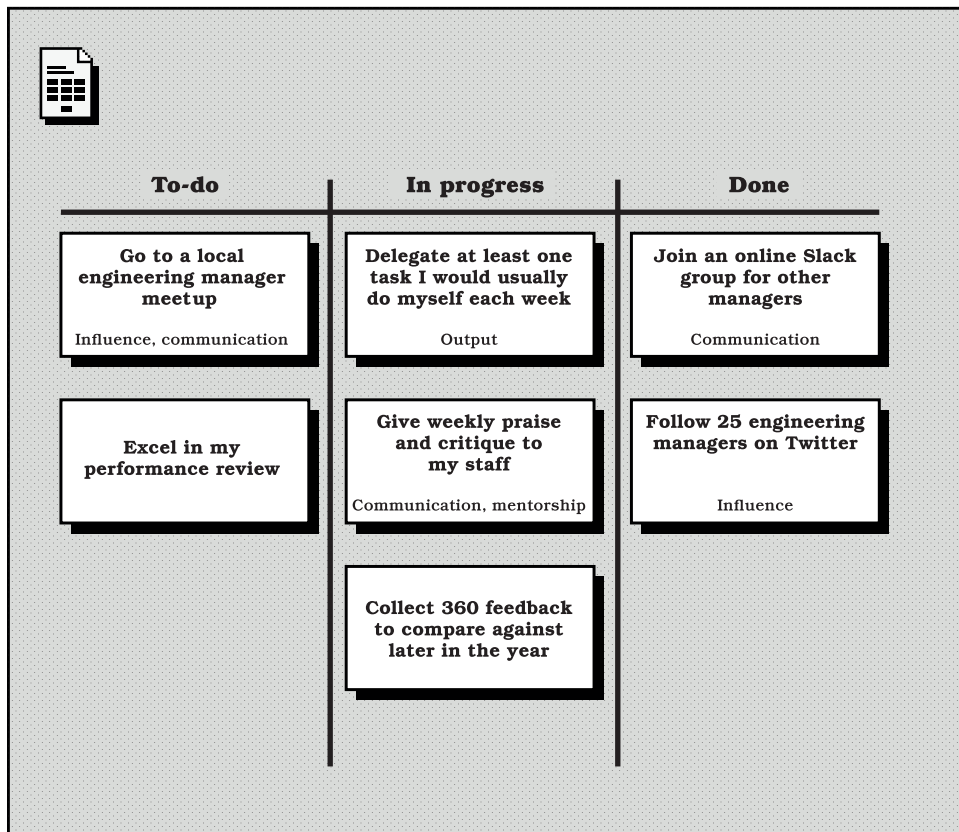 To-do
In progress
Done
Go to a local
engineering manager
meetup
Influence, communication
Delegate at least one
task I would usually
do myself each week
Output
Join an online Slack
group for other
managers
Communication
Excel in my
performance review
Give weekly praise
and critique to
my staff
Communication, mentorship
Follow 25 engineering
managers on Twitter
Influence
Collect 360 feedback
to compare against
later in the year